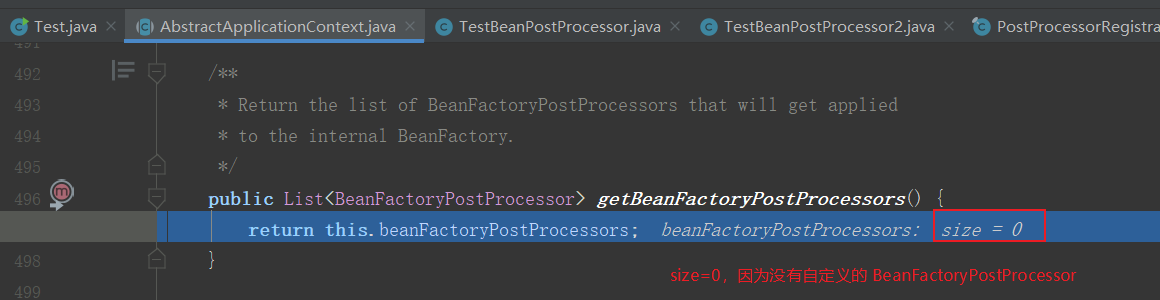 Test.java × AbstractApplicationContext.java × TestBeanPostProcessor.java × TestBeanPostProcessor2.java × PostProcessorRegistra
491
492 /**
493 * Return the list of BeanFactoryPostProcessors that will get applied
494 * to the internal BeanFactory.
495 */
496 public List<BeanFactoryPostProcessor> getBeanFactoryPostProcessors() {
return this.beanFactoryPostProcessors; beanFactoryPostProcessors: size = 0
498 }
size=0，因为没有自定义的 BeanFactoryPostProcessor
499